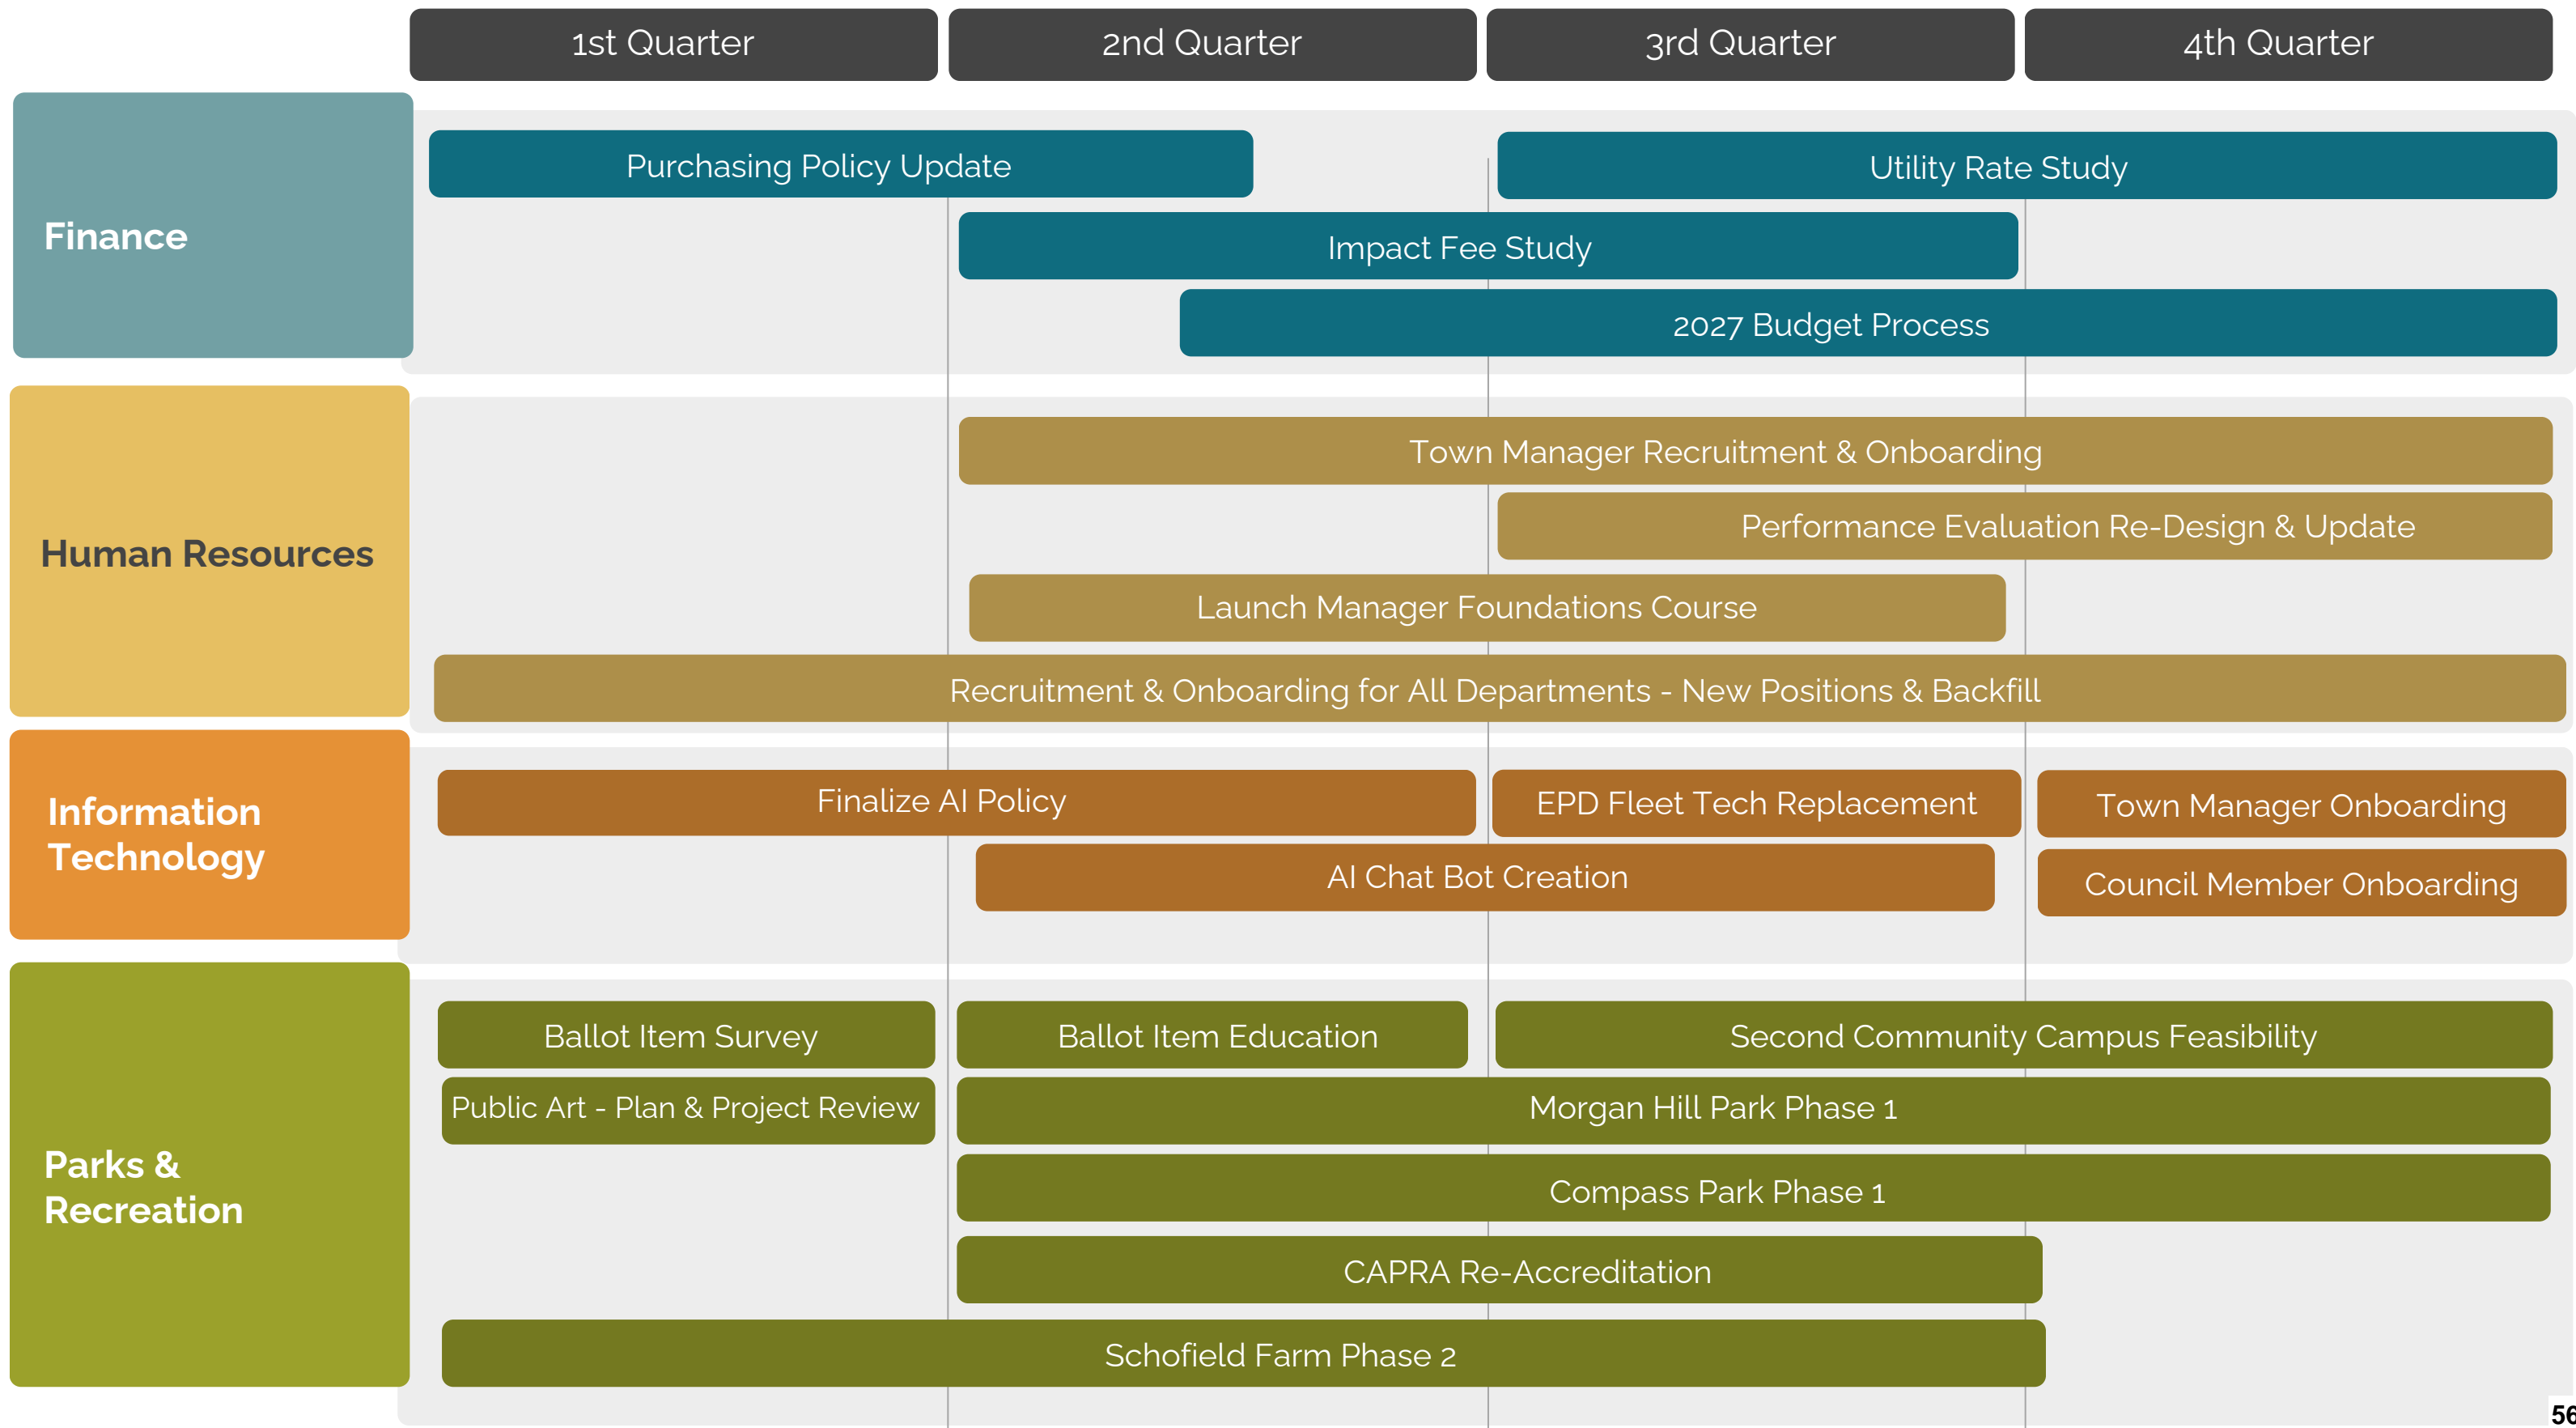 1st Quarter
2nd Quarter
3rd Quarter
4th Quarter
Finance
Purchasing Policy Update
Utility Rate Study
Impact Fee Study
2027 Budget Process
Human Resources
Town Manager Recruitment & Onboarding
Performance Evaluation Re-Design & Update
Launch Manager Foundations Course
Recruitment & Onboarding for All Departments - New Positions & Backfill
Information
Technology
Finalize AI Policy
EPD Fleet Tech Replacement
Town Manager Onboarding
AI Chat Bot Creation
Council Member Onboarding
Parks &
Recreation
Ballot Item Survey
Ballot Item Education
Second Community Campus Feasibility
Public Art - Plan & Project Review
Morgan Hill Park Phase 1
Compass Park Phase 1
CAPRA Re-Accreditation
Schofield Farm Phase 2
56